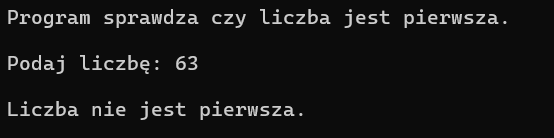 Program sprawdza czy liczba jest pierwsza.
Podaj liczbę: 63
Liczba nie jest pierwsza.